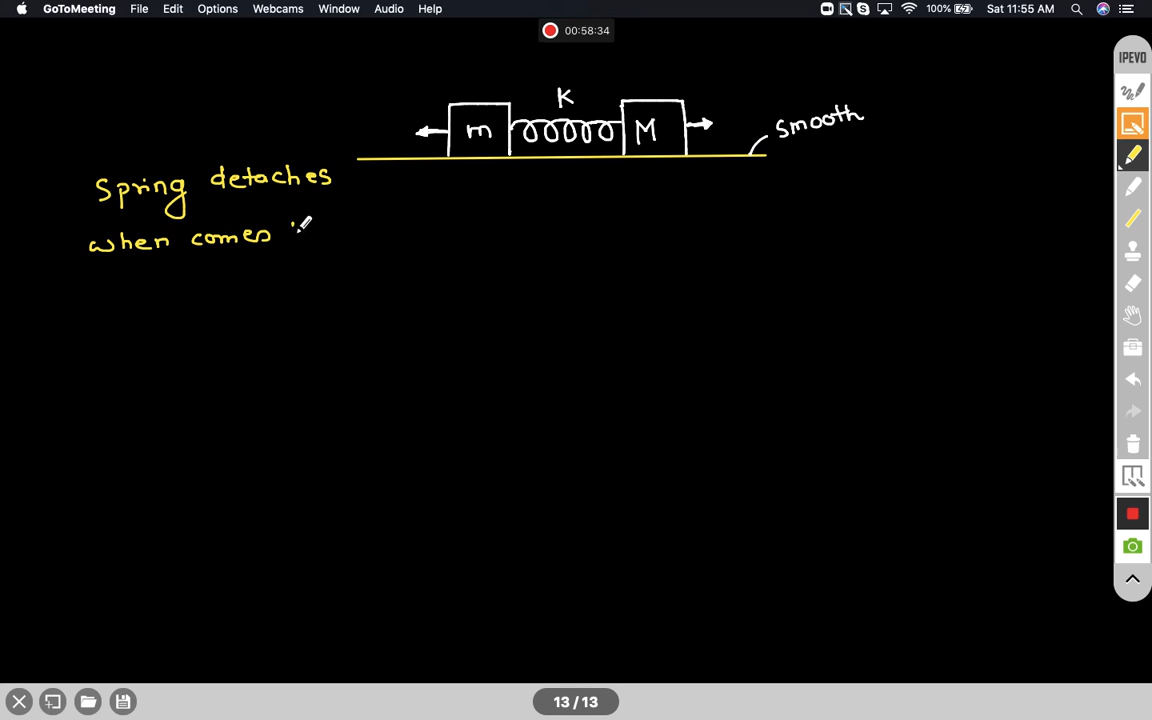 GoToMeeting File Edit Options Webcams Window Audio Help 100% Sat 11:55 AM
00:58:34
IPEVO
K
m M
smooth
Spring detaches
when comes
13/13